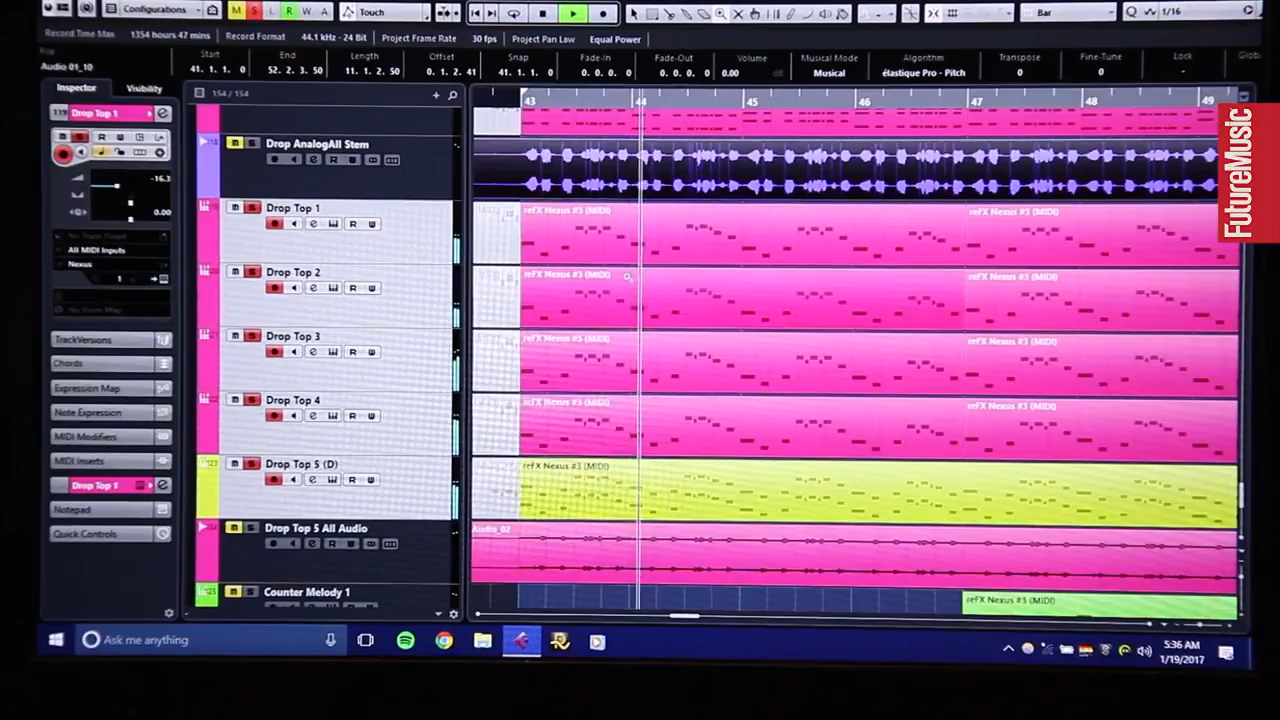 Configurations M S L R W A Touch Bar 1/16
Record Time Max 1354 hours 47 mins Record Format 44.1 kHz - 24 Bit Project Frame Rate 30 fps Project Pan Law Equal Power
File Start End Length Offset Snap Fade-In Fade-Out Volume Musical Mode Algorithm Transpose Fine-Tune Lock
Audio 01_10 41. 1. 1. 0 52. 2. 3. 50 11. 1. 2. 50 0. 1. 2. 41 41. 1. 1. 0 0. 0. 0. 0 0. 0. 0. 0 0.00 dB Musical élastique Pro - Pitch 0 0 -
Inspector Visibility 154 / 154
43 44 45 46 47 48 49
119 Drop Top 1
-16.3
0.00
All MIDI Inputs
Nexus
1
TrackVersions
Chords
Expression Map
Note Expression
MIDI Modifiers
MIDI Inserts
Drop Top 1
Notepad
Quick Controls
Drop AnalogAll Stem
Drop Top 1
reFX Nexus #3 (MIDI) reFX Nexus #3 (MIDI)
Drop Top 2
reFX Nexus #3 (MIDI) reFX Nexus #3 (MIDI)
Drop Top 3
reFX Nexus #3 (MIDI) reFX Nexus #3 (MIDI)
Drop Top 4
reFX Nexus #3 (MIDI) reFX Nexus #3 (MIDI)
Drop Top 5 (D)
reFX Nexus #3 (MIDI)
Drop Top 5 All Audio
Audio_02
Counter Melody 1
reFX Nexus #3 (MIDI)
FutureMusic
Ask me anything
5:36 AM
1/19/2017